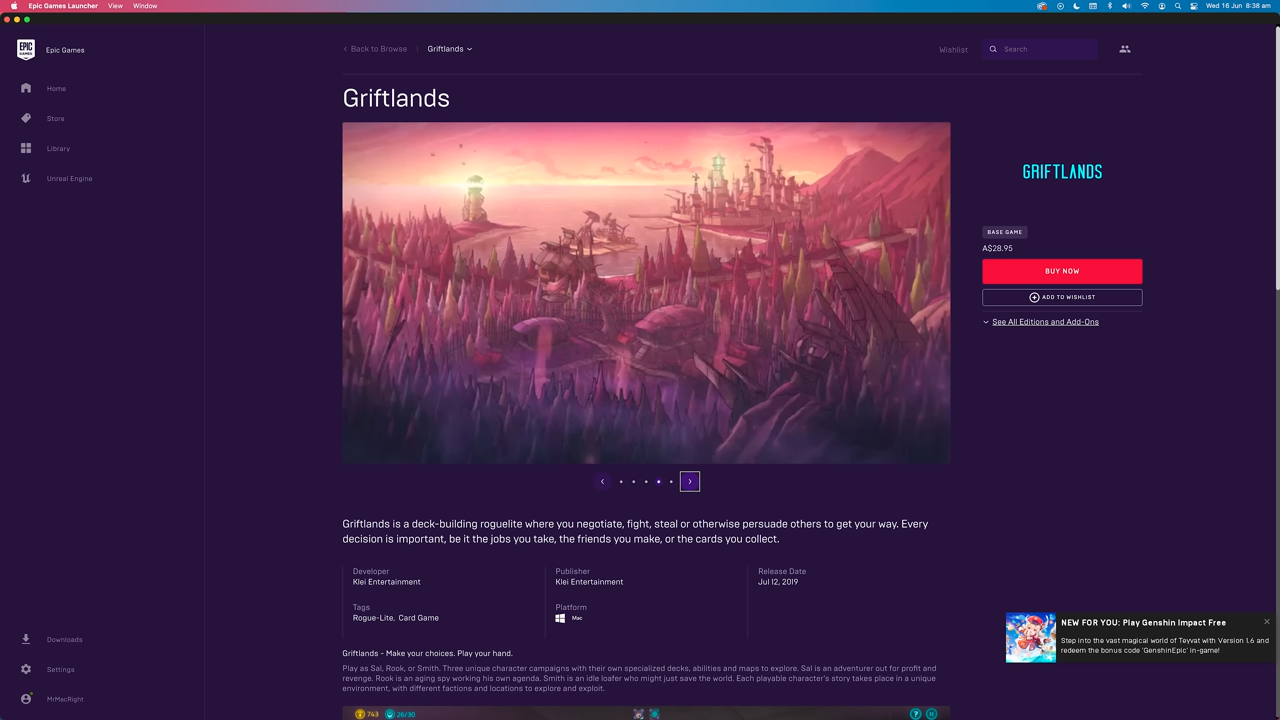 Epic Games Launcher View Window
Wed 16 Jun 8:38 am
EPIC GAMES
Epic Games
Home
Store
Library
Unreal Engine
Downloads
Settings
MrMacRight
Back to Browse
Griftlands
Wishlist
Search
Griftlands
GRIFTLANDS
BASE GAME
A$28.95
BUY NOW
ADD TO WISHLIST
See All Editions and Add-Ons
Griftlands is a deck-building roguelite where you negotiate, fight, steal or otherwise persuade others to get your way. Every
decision is important, be it the jobs you take, the friends you make, or the cards you collect.
Developer
Klei Entertainment
Publisher
Klei Entertainment
Release Date
Jul 12, 2019
Tags
Rogue-Lite, Card Game
Platform
Mac
Griftlands - Make your choices. Play your hand.
Play as Sal, Rook, or Smith. Three unique character campaigns with their own specialized decks, abilities and maps to explore. Sal is an adventurer out for profit and
revenge. Rook is an aging spy working his own agenda. Smith is an idle loafer who might just save the world. Each playable character's story takes place in a unique
environment, with different factions and locations to explore and exploit.
743 26/30
?
NEW FOR YOU: Play Genshin Impact Free
Step into the vast magical world of Teyvat with Version 1.6 and
redeem the bonus code 'GenshinEpic' in-game!